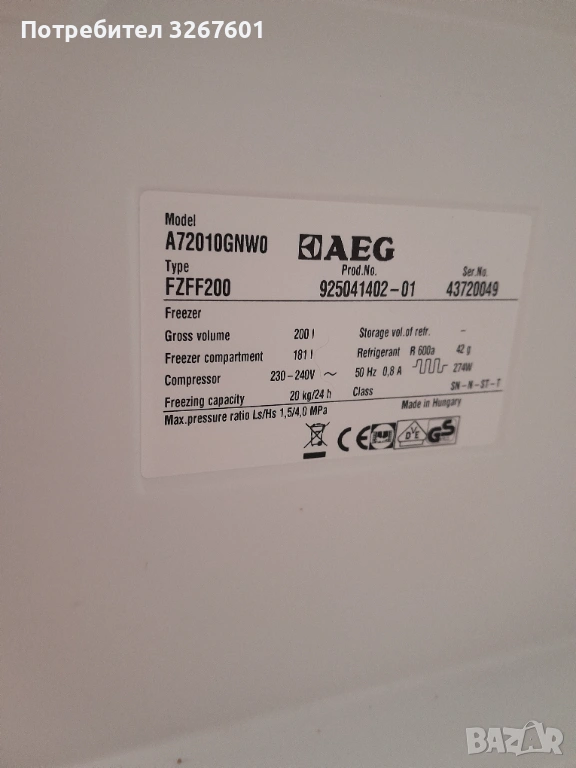 Потребител 3267601
Model
A72010GNW0 AEG
Type Prod.No. Ser.No.
FZFF200 925041402-01 43720049
Freezer
Gross volume 200 l Storage vol.of refr. -
Freezer compartment 181 l Refrigerant R 600a 42 g
Compressor 230-240V ~ 50 Hz 0,8 A 274W
Freezing capacity 20 kg/24 h Class SN-N-ST-T
Max.pressure ratio Ls/Hs 1,5/4,0 MPa Made in Hungary
CE DVE GS
BAZAR